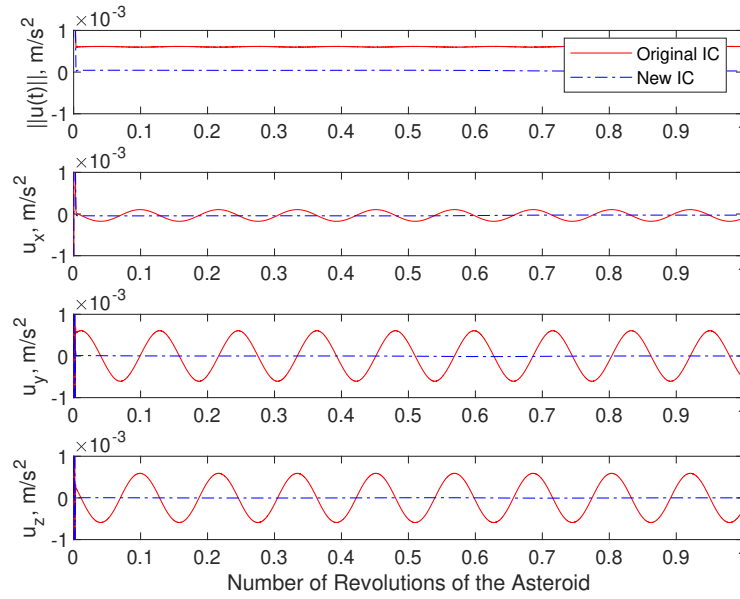 ×10⁻³
1
0
-1
||u(t)||, m/s²
Original IC
New IC
0 0.1 0.2 0.3 0.4 0.5 0.6 0.7 0.8 0.9 1
×10⁻³
1
0
-1
uₓ, m/s²
0 0.1 0.2 0.3 0.4 0.5 0.6 0.7 0.8 0.9 1
×10⁻³
1
0
-1
u_y, m/s²
0 0.1 0.2 0.3 0.4 0.5 0.6 0.7 0.8 0.9 1
×10⁻³
1
0
-1
u_z, m/s²
0 0.1 0.2 0.3 0.4 0.5 0.6 0.7 0.8 0.9 1
Number of Revolutions of the Asteroid